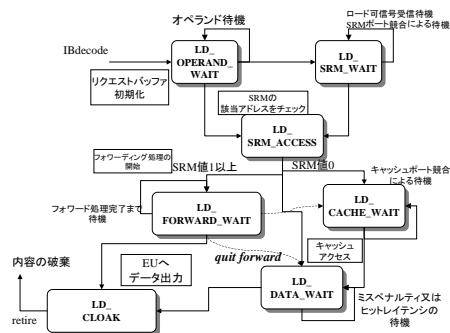 オペランド待機
ロード可信号受信待機
SRMポート競合による待機
IBdecode
LD_
OPERAND_
WAIT
LD_
SRM_WAIT
リクエストバッファ
初期化
SRMの
該当アドレスをチェック
LD_
SRM_ACCESS
フォワーディング処理の
開始
SRM値1以上
SRM値0
キャッシュポート競合
による待機
フォワード処理完了まで
待機
LD_
FORWARD_WAIT
LD_
CACHE_WAIT
EUへ
データ出力
quit forward
キャッシュ
アクセス
内容の破棄
LD_
DATA_WAIT
ミスペナルティ又は
ヒットレイテンシの
待機
LD_
CLOAK
retire